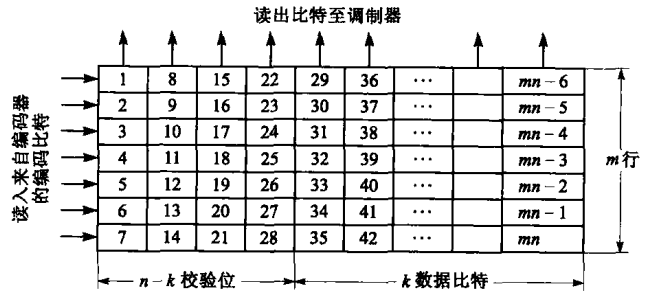 读出比特至调制器
读入来自编码器
的编码比特
1 8 15 22 29 36 ··· mn-6
2 9 16 23 30 37 ··· mn-5
3 10 17 24 31 38 ··· mn-4
4 11 18 25 32 39 ··· mn-3
5 12 19 26 33 40 ··· mn-2
6 13 20 27 34 41 ··· mn-1
7 14 21 28 35 42 ··· mn
m行
n-k校验位
k数据比特